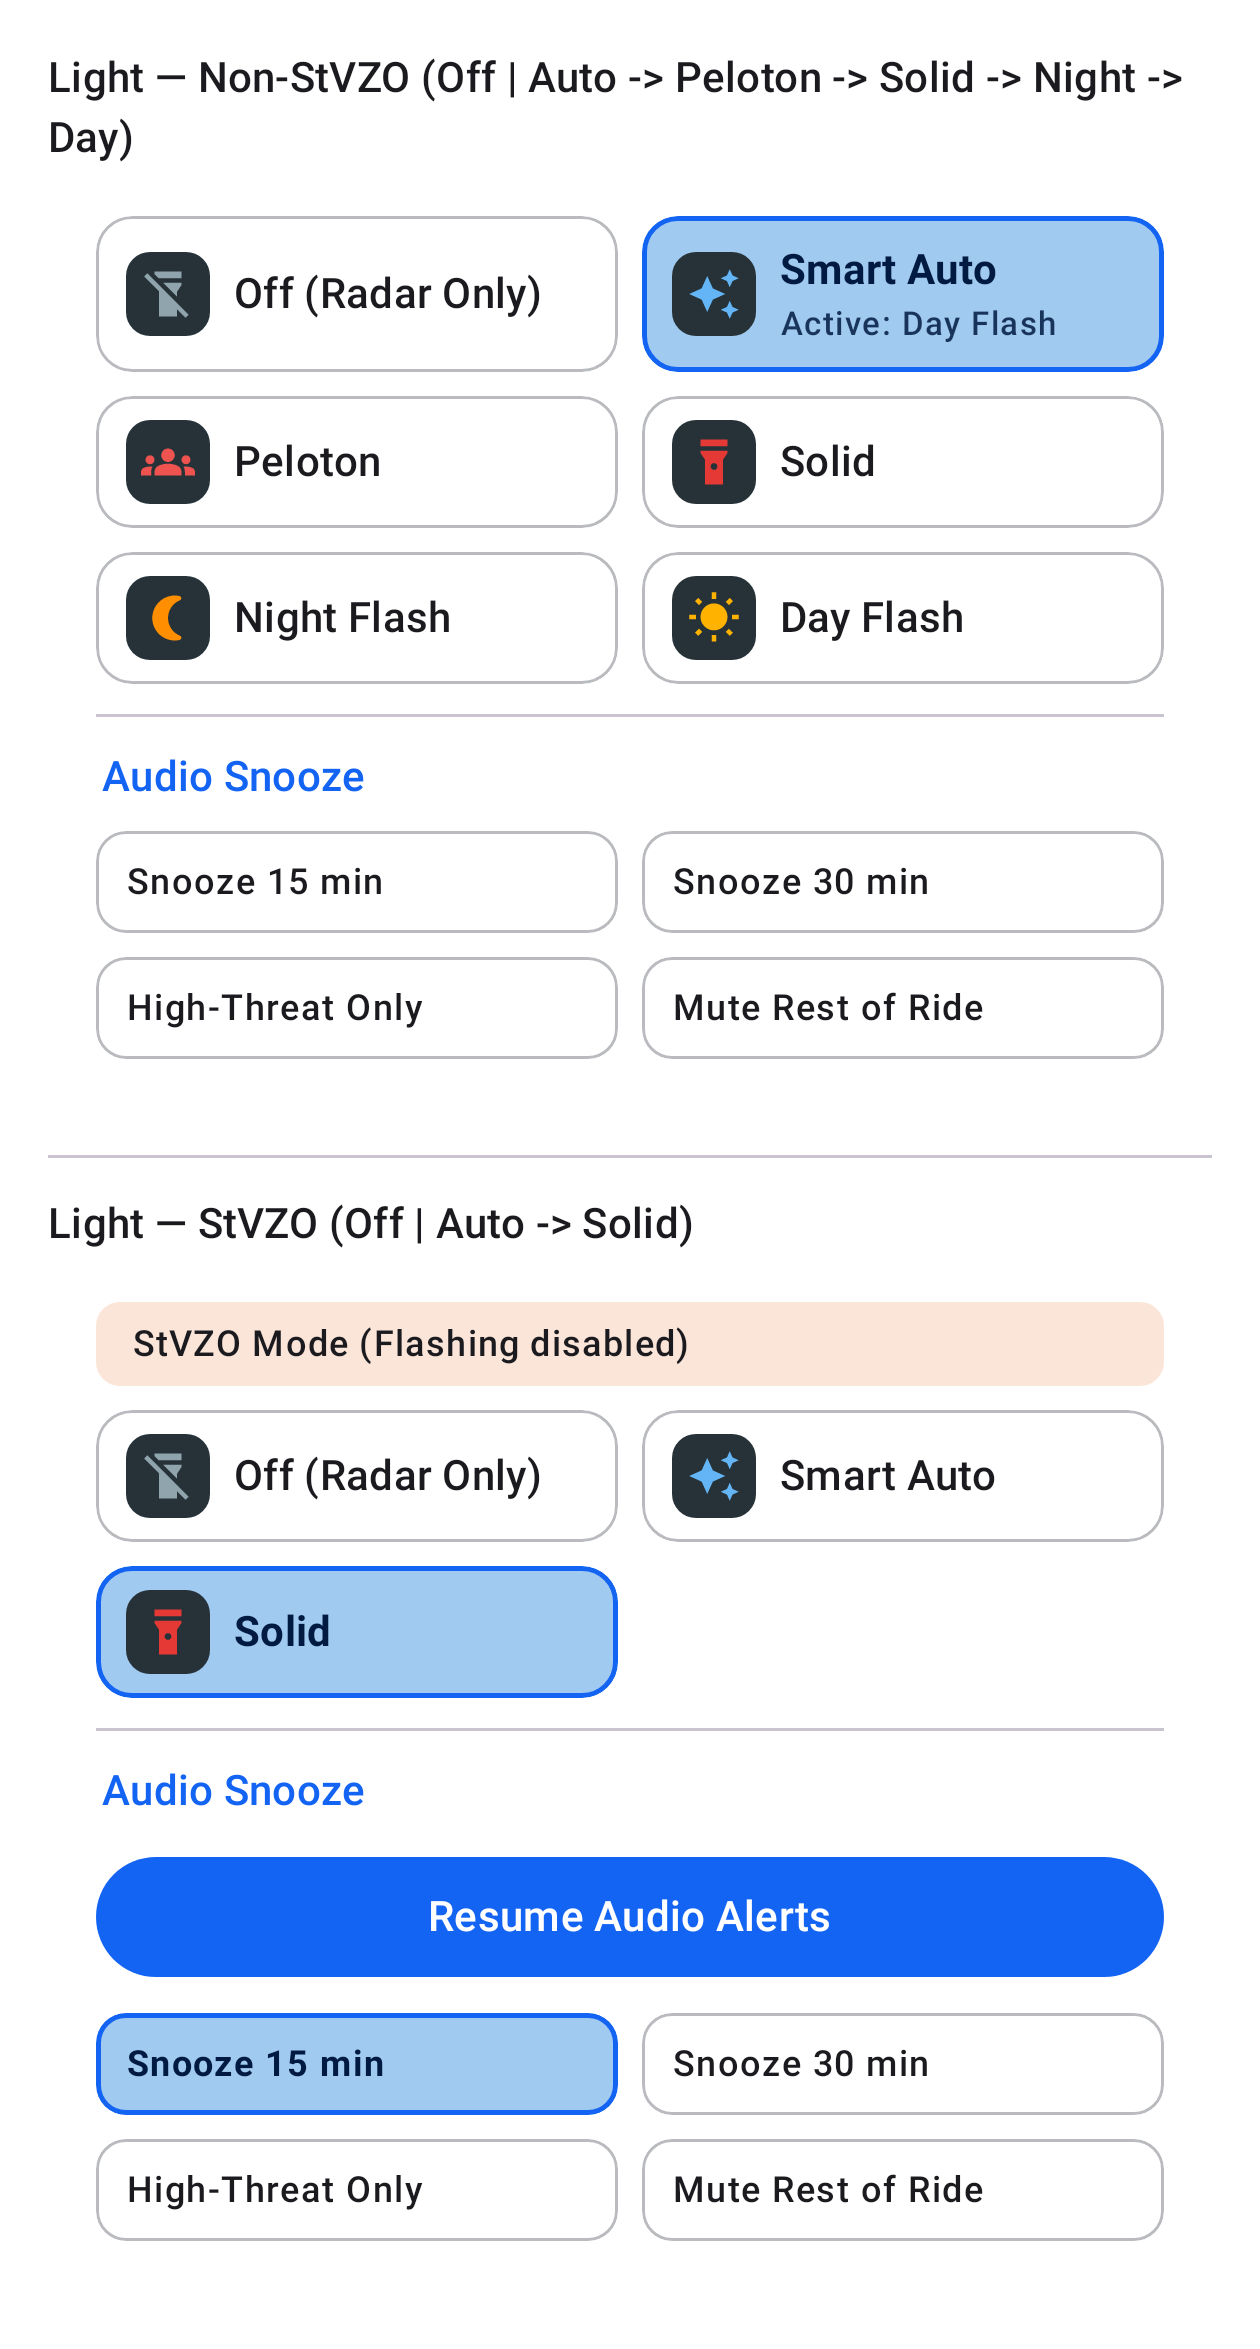 Light — Non-StVZO (Off | Auto -> Peloton -> Solid -> Night ->
Day)
Off (Radar Only)
Smart Auto
Active: Day Flash
Peloton
Solid
Night Flash
Day Flash
Audio Snooze
Snooze 15 min
Snooze 30 min
High-Threat Only
Mute Rest of Ride
Light — StVZO (Off | Auto -> Solid)
StVZO Mode (Flashing disabled)
Off (Radar Only)
Smart Auto
Solid
Audio Snooze
Resume Audio Alerts
Snooze 15 min
Snooze 30 min
High-Threat Only
Mute Rest of Ride